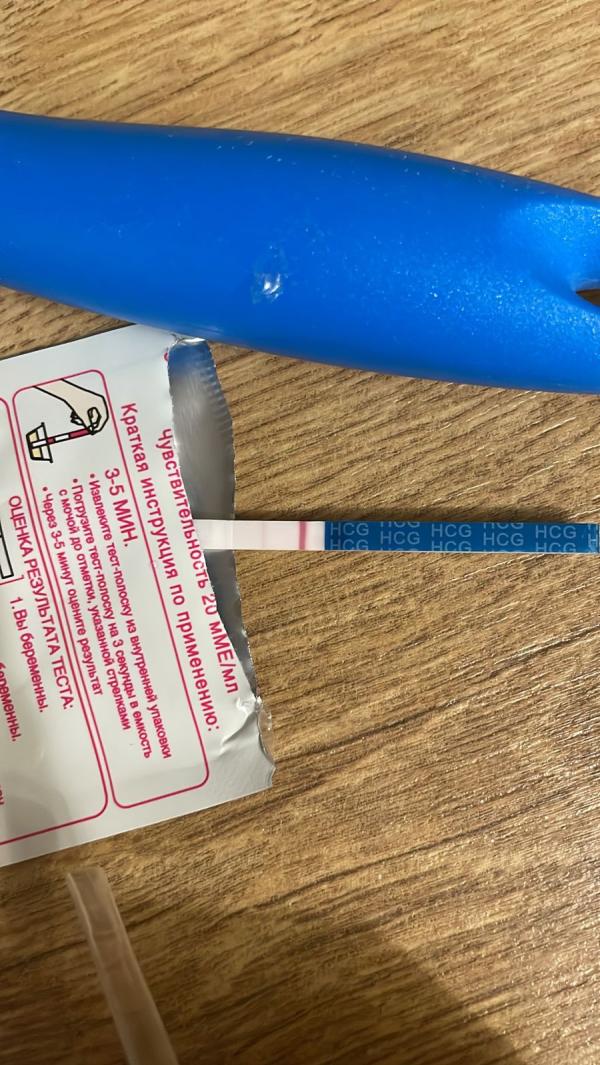 Чувствительность 20 мМЕ/мл
Краткая инструкция по применению:
3-5 МИН.
• Извлеките тест-полоску из внутренней упаковки
• Погрузите тест-полоску на 3 секунды в емкость
с мочой до отметки, указанной стрелками
• Через 3-5 минут оцените результат
ОЦЕНКА РЕЗУЛЬТАТА ТЕСТА:
1. Вы беременны.
беременны.
HCG HCG HCG HCG
HCG HCG HCG HCG HCG